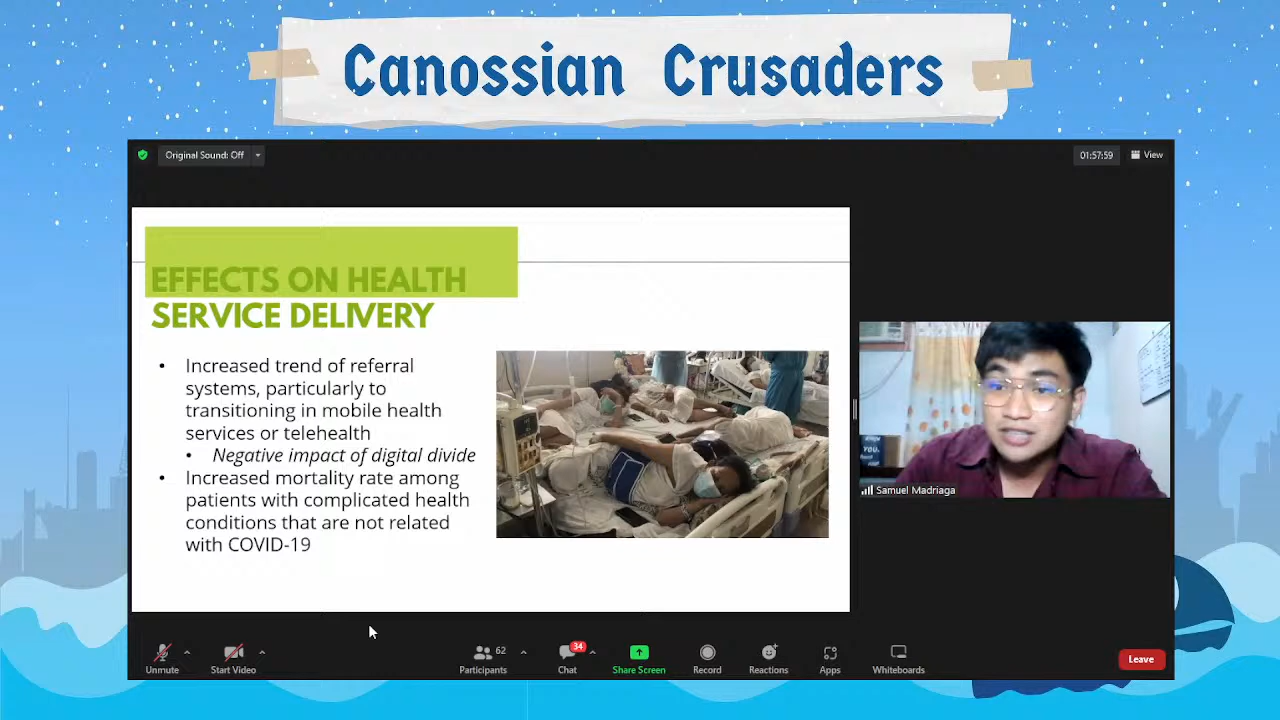 Canossian Crusaders
Original Sound: Off
01:57:59
View
EFFECTS ON HEALTH
SERVICE DELIVERY
• Increased trend of referral
systems, particularly to
transitioning in mobile health
services or telehealth
• Negative impact of digital divide
• Increased mortality rate among
patients with complicated health
conditions that are not related
with COVID-19
YOU.
Samuel Madriaga
Unmute
Start Video
62
Participants
34
Chat
Share Screen
Record
Reactions
Apps
Whiteboards
Leave